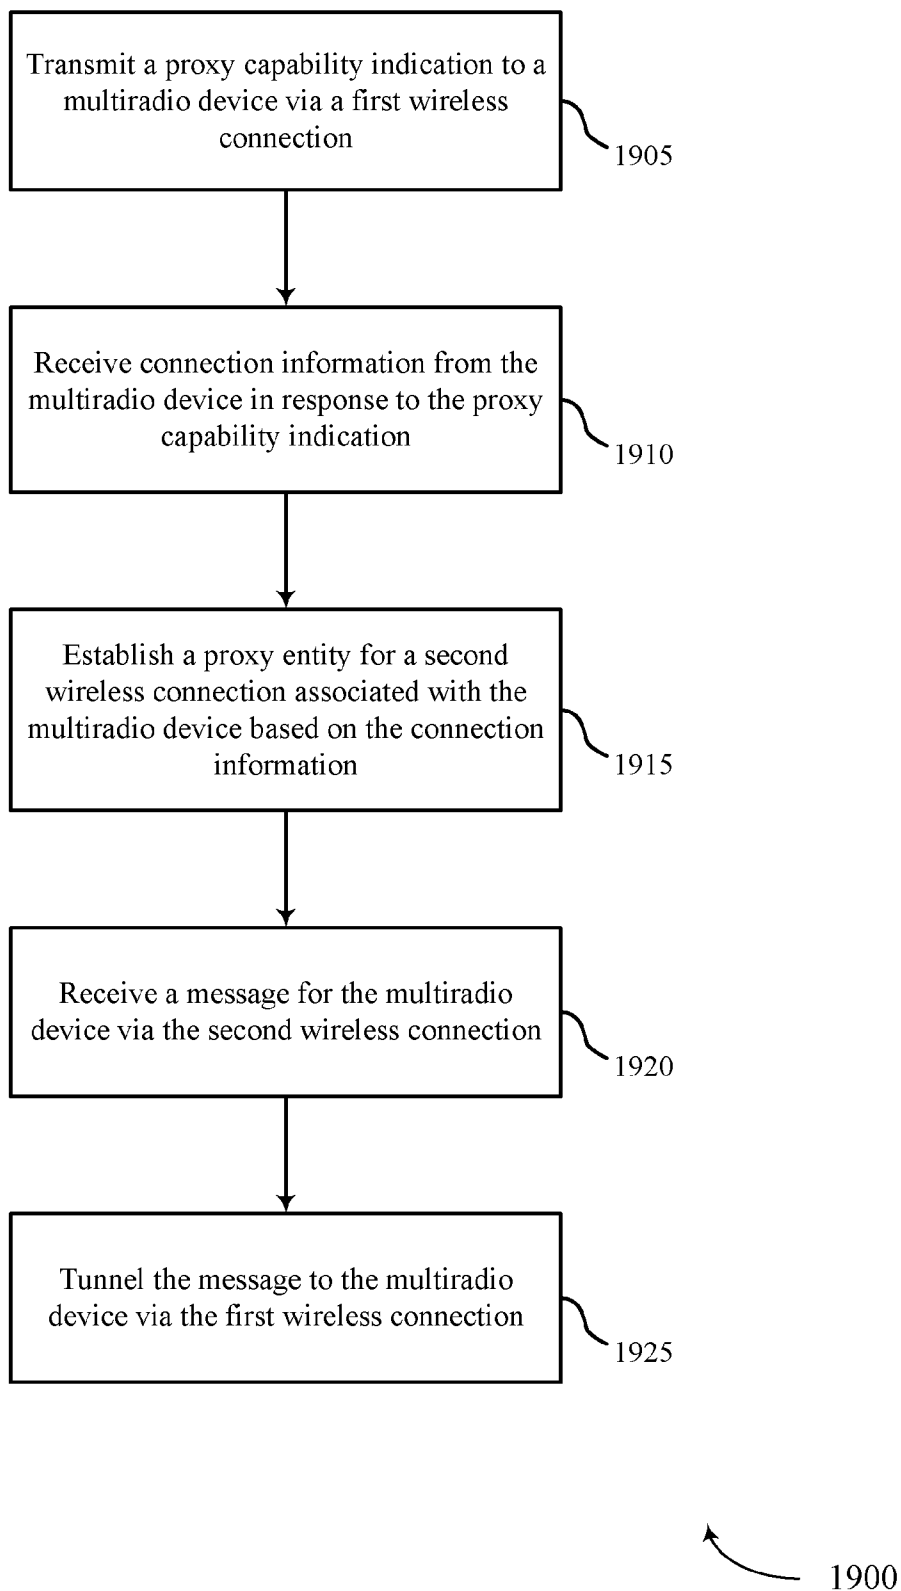 Transmit a proxy capability indication to a
multiradio device via a first wireless
connection
1905
Receive connection information from the
multiradio device in response to the proxy
capability indication
1910
Establish a proxy entity for a second
wireless connection associated with the
multiradio device based on the connection
information
1915
Receive a message for the multiradio
device via the second wireless connection
1920
Tunnel the message to the multiradio
device via the first wireless connection
1925
1900